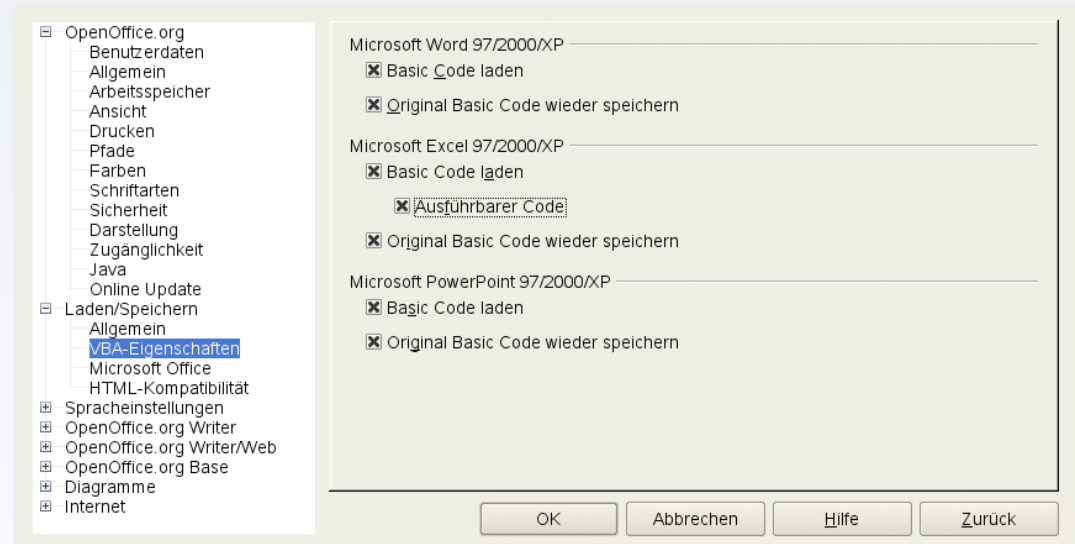 OpenOffice.org
Benutzerdaten
Allgemein
Arbeitsspeicher
Ansicht
Drucken
Pfade
Farben
Schriftarten
Sicherheit
Darstellung
Zugänglichkeit
Java
Online Update
Laden/Speichern
Allgemein
VBA-Eigenschaften
Microsoft Office
HTML-Kompatibilität
Spracheinstellungen
OpenOffice.org Writer
OpenOffice.org Writer/Web
OpenOffice.org Base
Diagramme
Internet
Microsoft Word 97/2000/XP
Basic Code laden
Original Basic Code wieder speichern
Microsoft Excel 97/2000/XP
Basic Code laden
Ausführbarer Code
Original Basic Code wieder speichern
Microsoft PowerPoint 97/2000/XP
Basic Code laden
Original Basic Code wieder speichern
OK Abbrechen Hilfe Zurück